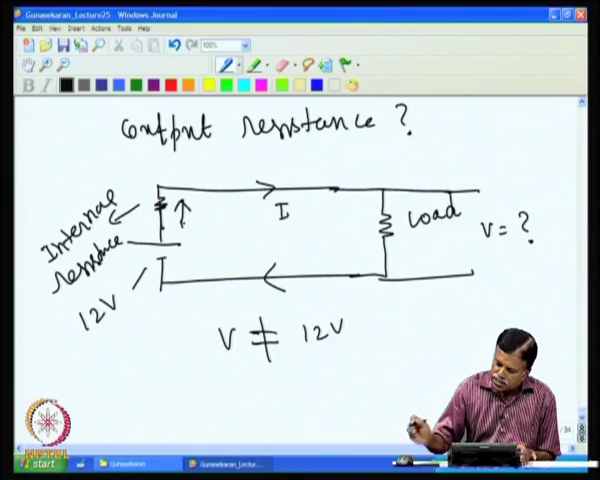 Gunasekaran_Lecture25 - Windows Journal
File Edit View Insert Actions Tools Help
100%
B I
output resistance ?
Internal
resistance
I
Load
V = ?
12V
V ≠ 12V
NPTEL
start
Gunasekaran
Gunasekaran_Lectur...